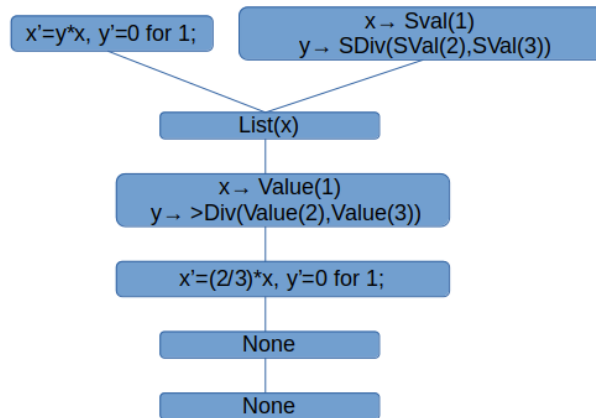 x'=y*x, y'=0 for 1;
x→ Sval(1)
y→ SDiv(SVal(2),SVal(3))
List(x)
x→ Value(1)
y→ >Div(Value(2),Value(3))
x'=(2/3)*x, y'=0 for 1;
None
None